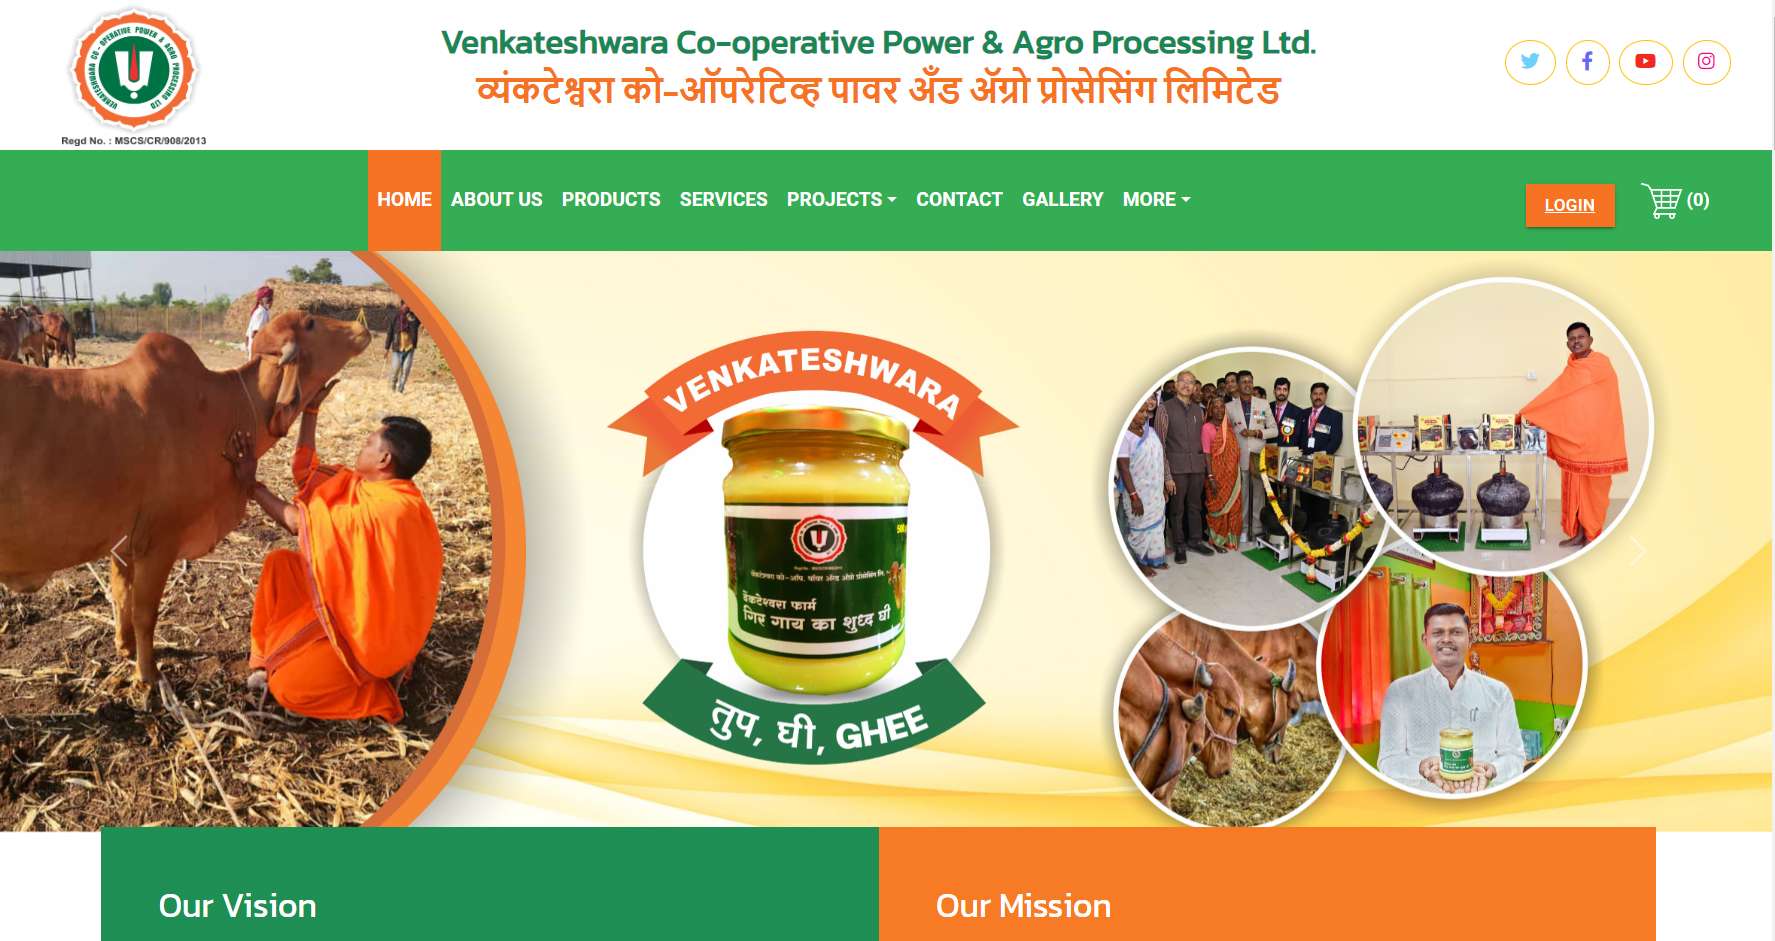 VENKATESHWARA CO - OPERATIVE POWER & AGRO PROCESSING LTD
Regd No. : MSCS/CR/908/2013
Venkateshwara Co-operative Power & Agro Processing Ltd.
व्यंकटेश्वरा को-ऑपरेटिव्ह पावर अँड ॲग्रो प्रोसेसिंग लिमिटेड
HOME ABOUT US PRODUCTS SERVICES PROJECTS CONTACT GALLERY MORE
LOGIN
(0)
VENKATESHWARA
500
वेंकटेश्वरा फार्म
गिर गाय का शुध्द घी
तुप, घी, GHEE
Our Vision
Our Mission